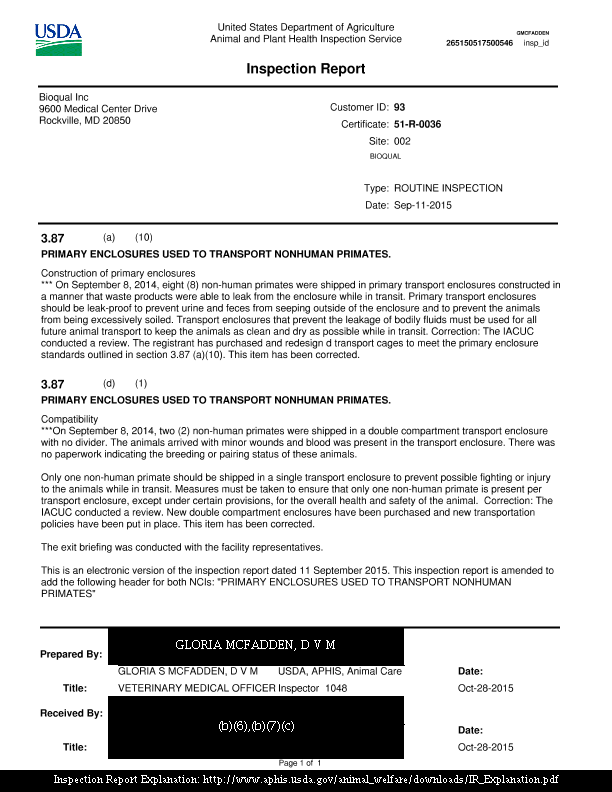 USDA
United States Department of Agriculture
Animal and Plant Health Inspection Service
GMCFADDEN
265150517500546 insp_id
Inspection Report
Bioqual Inc
9600 Medical Center Drive
Rockville, MD 20850
Customer ID: 93
Certificate: 51-R-0036
Site: 002
BIOQUAL
Type: ROUTINE INSPECTION
Date: Sep-11-2015
3.87 (a) (10)
PRIMARY ENCLOSURES USED TO TRANSPORT NONHUMAN PRIMATES.
Construction of primary enclosures
*** On September 8, 2014, eight (8) non-human primates were shipped in primary transport enclosures constructed in
a manner that waste products were able to leak from the enclosure while in transit. Primary transport enclosures
should be leak-proof to prevent urine and feces from seeping outside of the enclosure and to prevent the animals
from being excessively soiled. Transport enclosures that prevent the leakage of bodily fluids must be used for all
future animal transport to keep the animals as clean and dry as possible while in transit. Correction: The IACUC
conducted a review. The registrant has purchased and redesign d transport cages to meet the primary enclosure
standards outlined in section 3.87 (a)(10). This item has been corrected.
3.87 (d) (1)
PRIMARY ENCLOSURES USED TO TRANSPORT NONHUMAN PRIMATES.
Compatibility
***On September 8, 2014, two (2) non-human primates were shipped in a double compartment transport enclosure
with no divider. The animals arrived with minor wounds and blood was present in the transport enclosure. There was
no paperwork indicating the breeding or pairing status of these animals.
Only one non-human primate should be shipped in a single transport enclosure to prevent possible fighting or injury
to the animals while in transit. Measures must be taken to ensure that only one non-human primate is present per
transport enclosure, except under certain provisions, for the overall health and safety of the animal. Correction: The
IACUC conducted a review. New double compartment enclosures have been purchased and new transportation
policies have been put in place. This item has been corrected.
The exit briefing was conducted with the facility representatives.
This is an electronic version of the inspection report dated 11 September 2015. This inspection report is amended to
add the following header for both NCIs: "PRIMARY ENCLOSURES USED TO TRANSPORT NONHUMAN
PRIMATES"
GLORIA MCFADDEN, D V M
Prepared By:
GLORIA S MCFADDEN, D V M USDA, APHIS, Animal Care Date:
Title: VETERINARY MEDICAL OFFICER Inspector 1048 Oct-28-2015
Received By:
(b)(6),(b)(7)(c)
Date:
Title: Oct-28-2015
Page 1 of 1
Inspection Report Explanation: http://www.aphis.usda.gov/animal_welfare/downloads/IR_Explanation.pdf